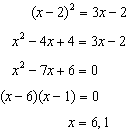 (x − 2)² = 3x − 2
x² − 4x + 4 = 3x − 2
x² − 7x + 6 = 0
(x − 6)(x − 1) = 0
x = 6, 1